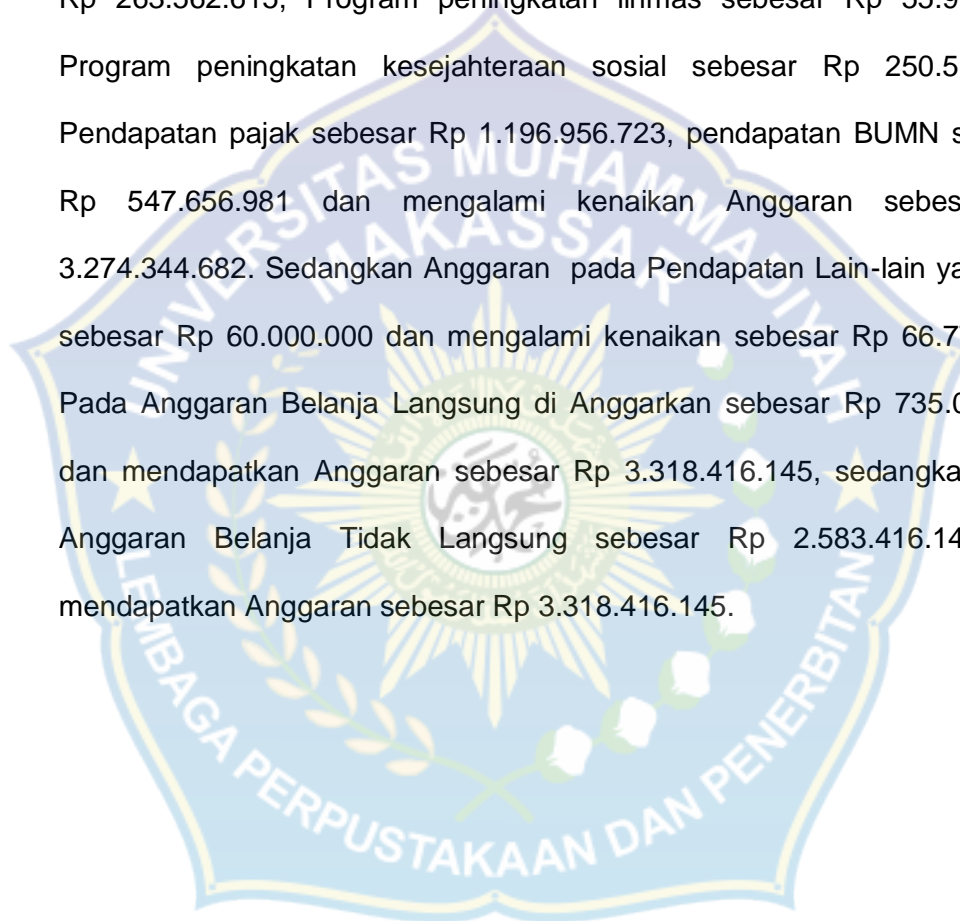 Rp 263.562.615, Program peningkatan linmas sebesar Rp 55.9
Program peningkatan kesejahteraan sosial sebesar Rp 250.5
Pendapatan pajak sebesar Rp 1.196.956.723, pendapatan BUMN s
Rp 547.656.981 dan mengalami kenaikan Anggaran sebes
3.274.344.682. Sedangkan Anggaran pada Pendapatan Lain-lain ya
sebesar Rp 60.000.000 dan mengalami kenaikan sebesar Rp 66.7
Pada Anggaran Belanja Langsung di Anggarkan sebesar Rp 735.0
dan mendapatkan Anggaran sebesar Rp 3.318.416.145, sedangka
Anggaran Belanja Tidak Langsung sebesar Rp 2.583.416.14
mendapatkan Anggaran sebesar Rp 3.318.416.145.
UNIVERSITAS MUHAMMADIYAH
MAKASSAR
LEMBAGA PERPUSTAKAAN DAN PENERBITAN